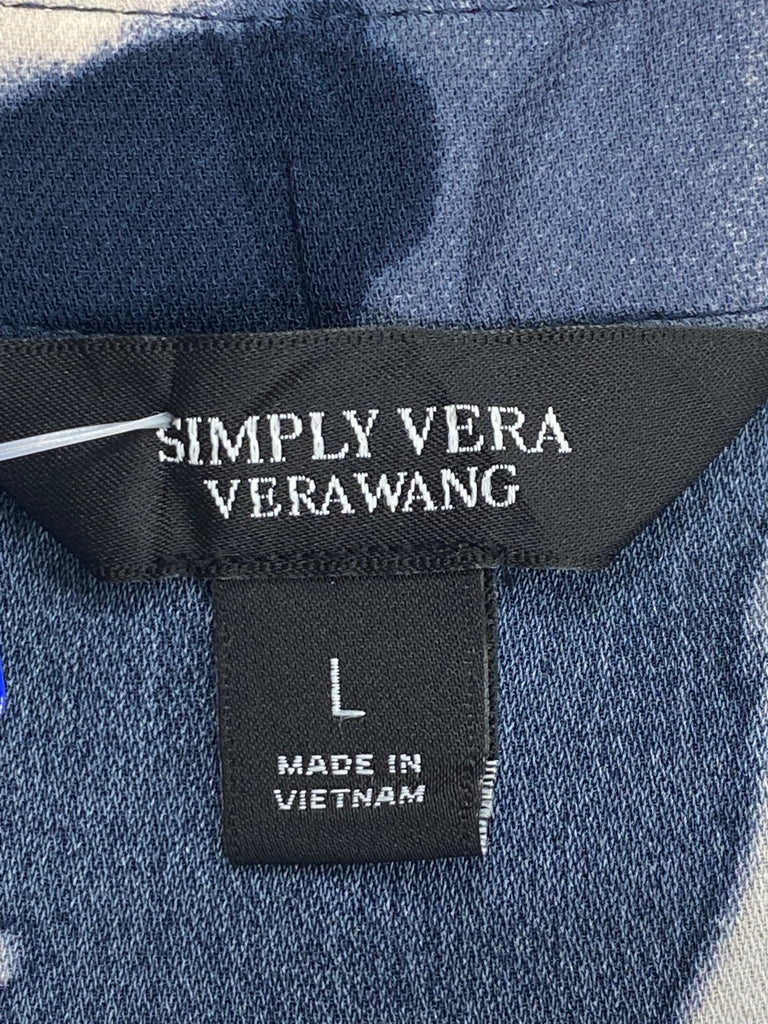 SIMPLY VERA
VERAWANG
L
MADE IN
VIETNAM